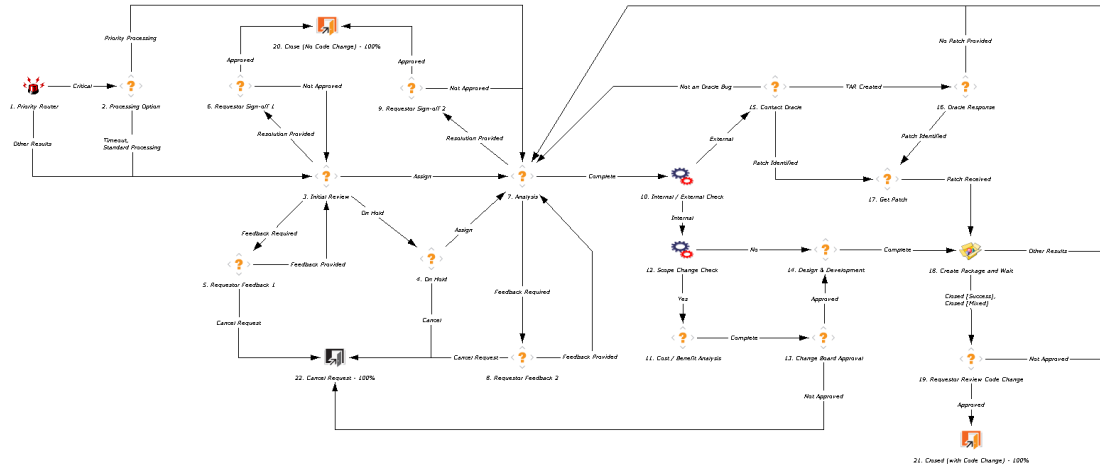 20. Close (No Code Change) - 100%
Priority Processing
No Patch Provided
Approved
Approved
Critical
Not Approved
Not Approved
Not an Oracle Bug
TAR Created
1. Priority Router
2. Processing Option
6. Requestor Sign-off 1
9. Requestor Sign-off 2
15. Contact Oracle
16. Oracle Response
Other Results
Timeout,
Standard Processing
Resolution Provided
Resolution Provided
External
Patch Identified
Patch Identified
Assign
Complete
Patch Received
3. Initial Review
7. Analysis
10. Internal / External Check
17. Get Patch
On Hold
Internal
Feedback Required
Assign
Feedback Provided
No
Complete
Other Results
5. Requestor Feedback 1
4. On Hold
12. Scope Change Check
14. Design & Development
18. Create Package and Wait
Feedback Required
Yes
Approved
Closed [Success],
Closed [Mixed]
Cancel Request
Cancel
Complete
Cancel Request
Feedback Provided
Not Approved
22. Cancel Request - 100%
8. Requestor Feedback 2
11. Cost / Benefit Analysis
13. Change Board Approval
19. Requestor Review Code Change
Not Approved
Approved
21. Closed (with Code Change) - 100%